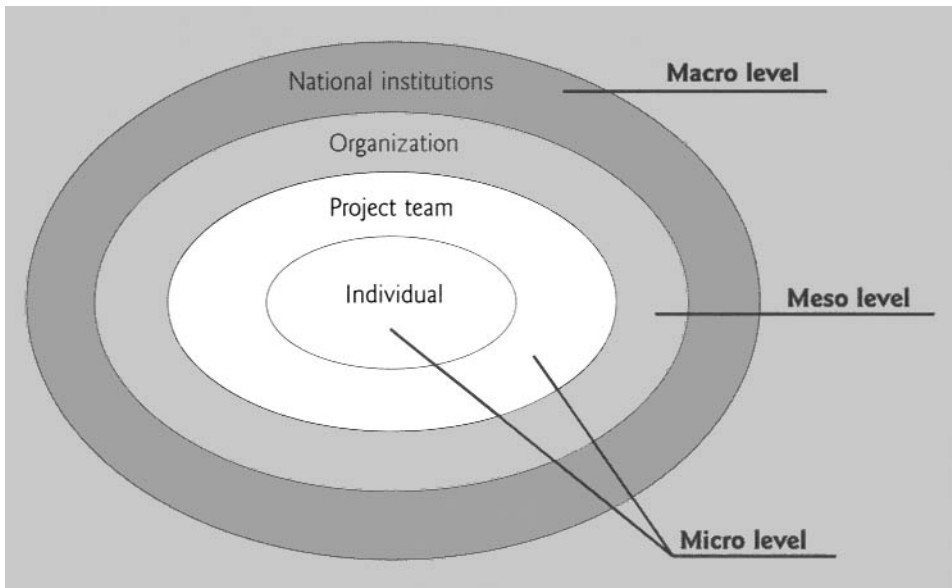 National institutions
Macro level
Organization
Project team
Individual
Meso level
Micro level